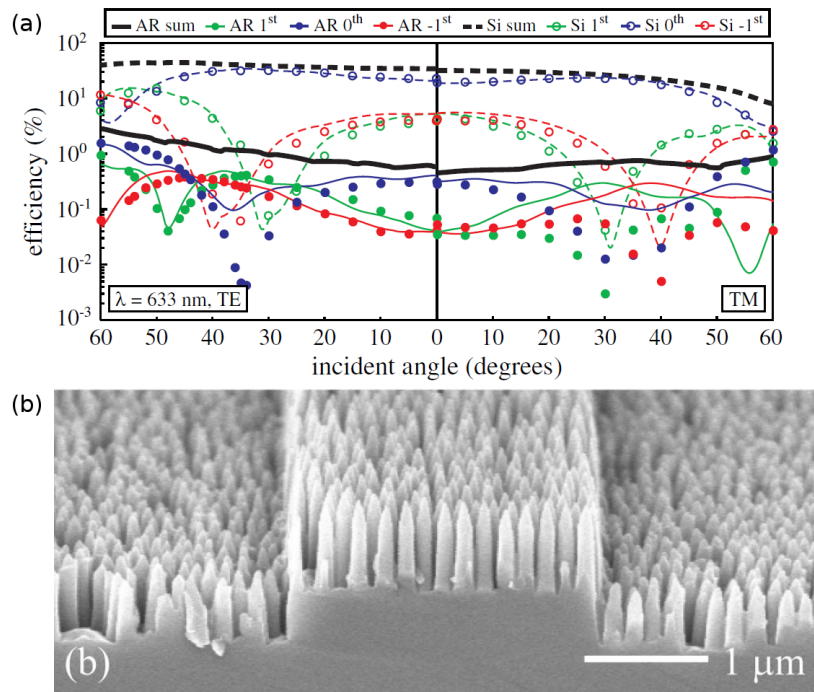 (a)
AR sum AR 1st AR 0th AR -1st Si sum Si 1st Si 0th Si -1st
10²
10¹
10⁰
10⁻¹
10⁻²
10⁻³
efficiency (%)
λ = 633 nm, TE
TM
60 50 40 30 20 10 0 10 20 30 40 50 60
incident angle (degrees)
(b)
(b)
1 μm